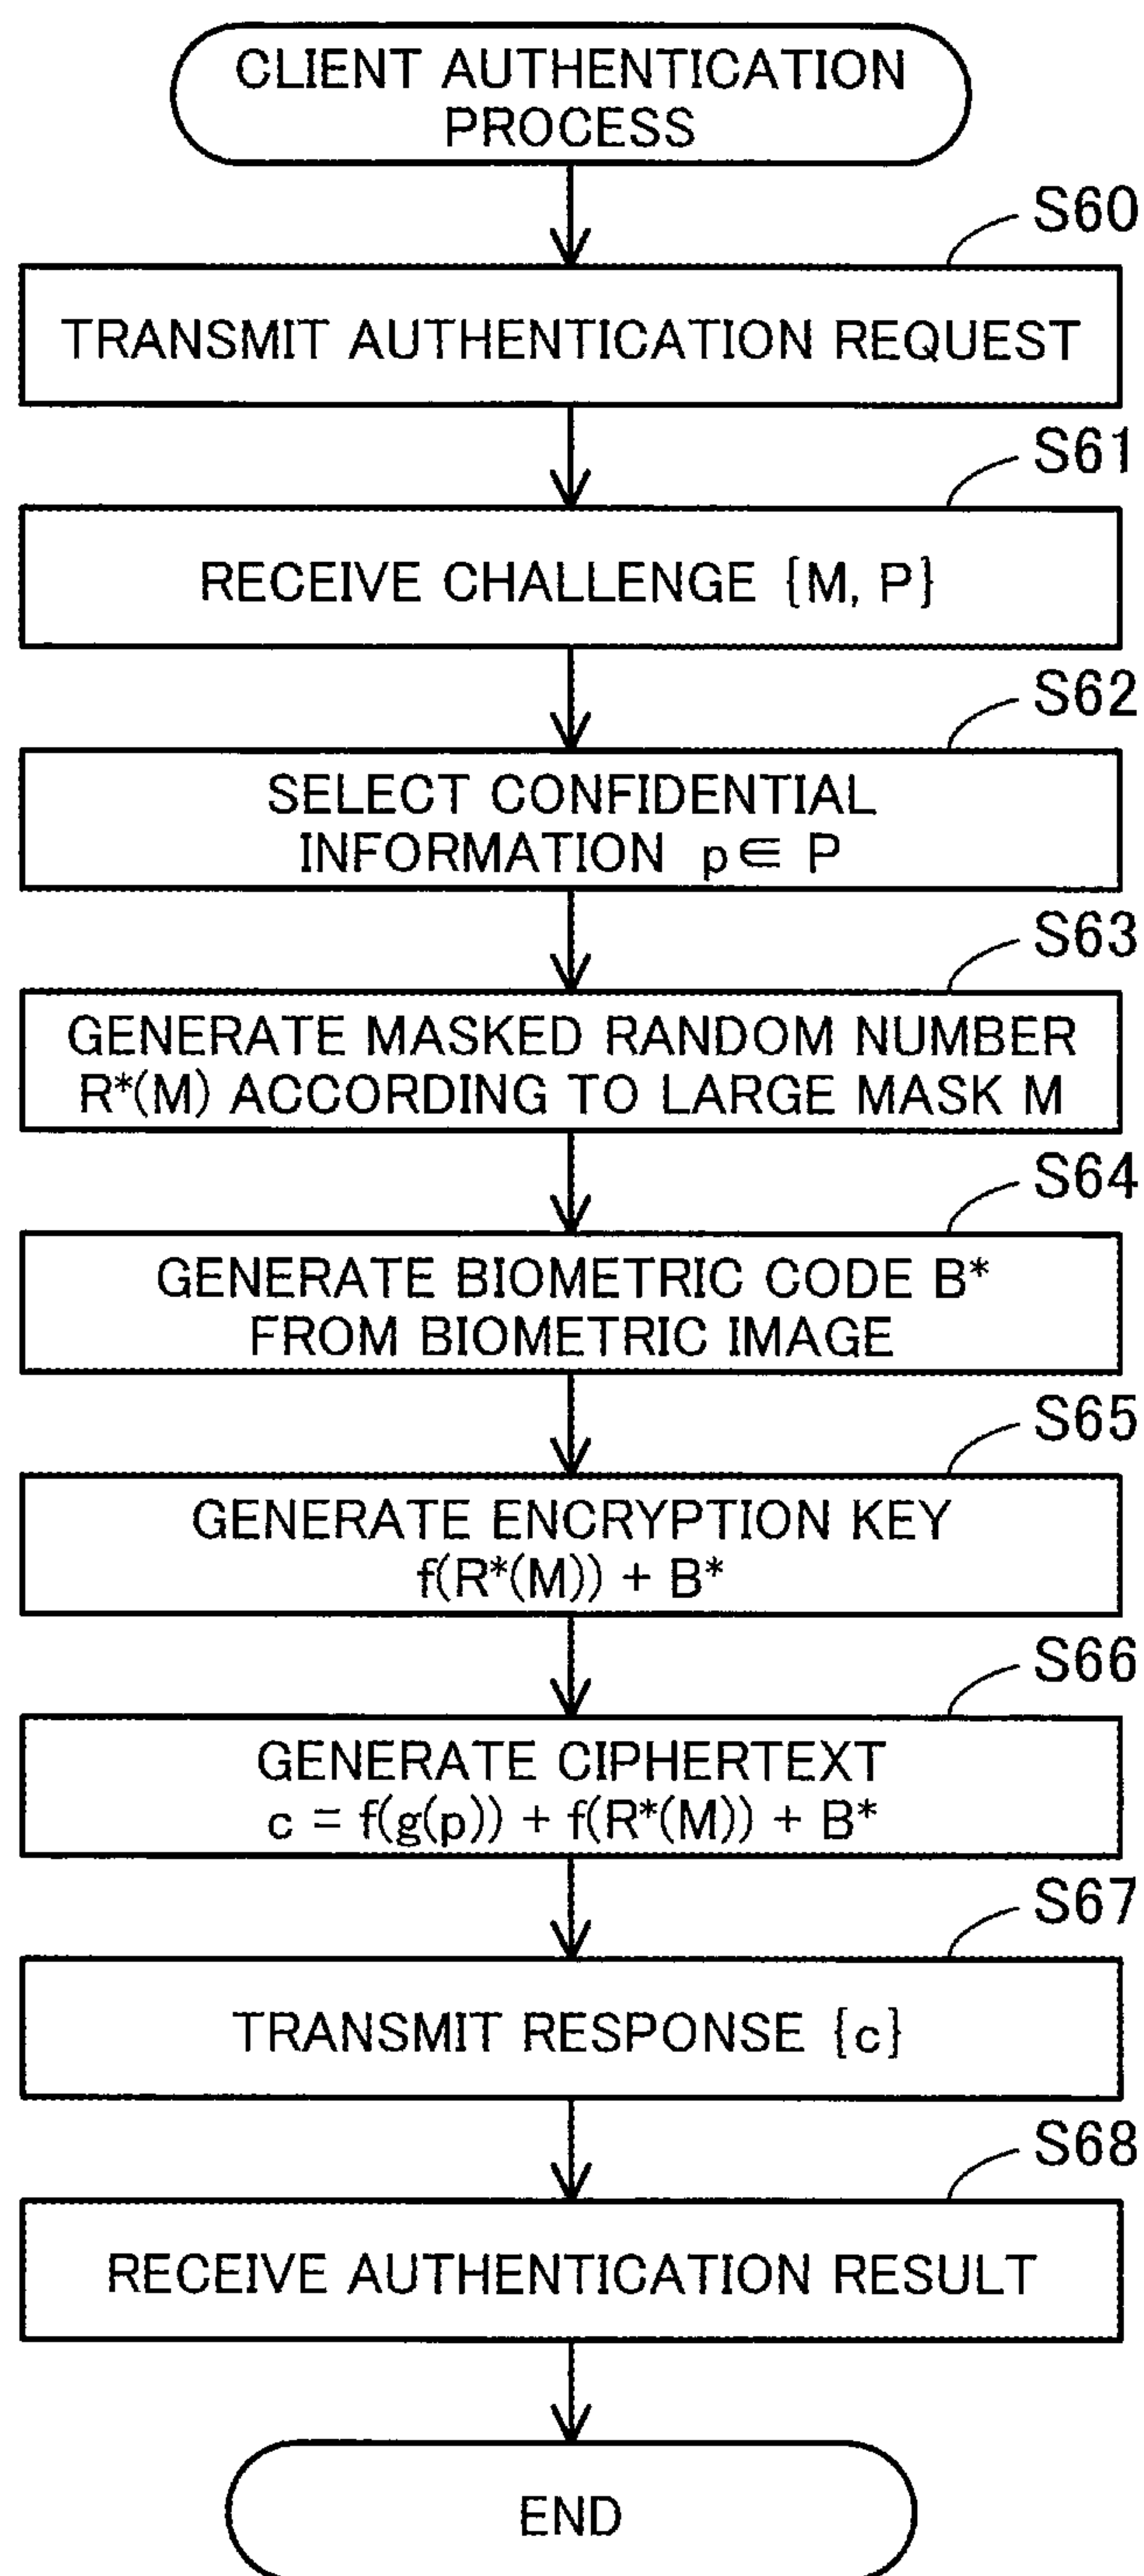 CLIENT AUTHENTICATION
PROCESS
S60
TRANSMIT AUTHENTICATION REQUEST
S61
RECEIVE CHALLENGE {M, P}
S62
SELECT CONFIDENTIAL
INFORMATION p∈ P
S63
GENERATE MASKED RANDOM NUMBER
R*(M) ACCORDING TO LARGE MASK M
S64
GENERATE BIOMETRIC CODE B*
FROM BIOMETRIC IMAGE
S65
GENERATE ENCRYPTION KEY
f(R*(M)) + B*
S66
GENERATE CIPHERTEXT
c = f(g(p)) + f(R*(M)) + B*
S67
TRANSMIT RESPONSE {c}
S68
RECEIVE AUTHENTICATION RESULT
END